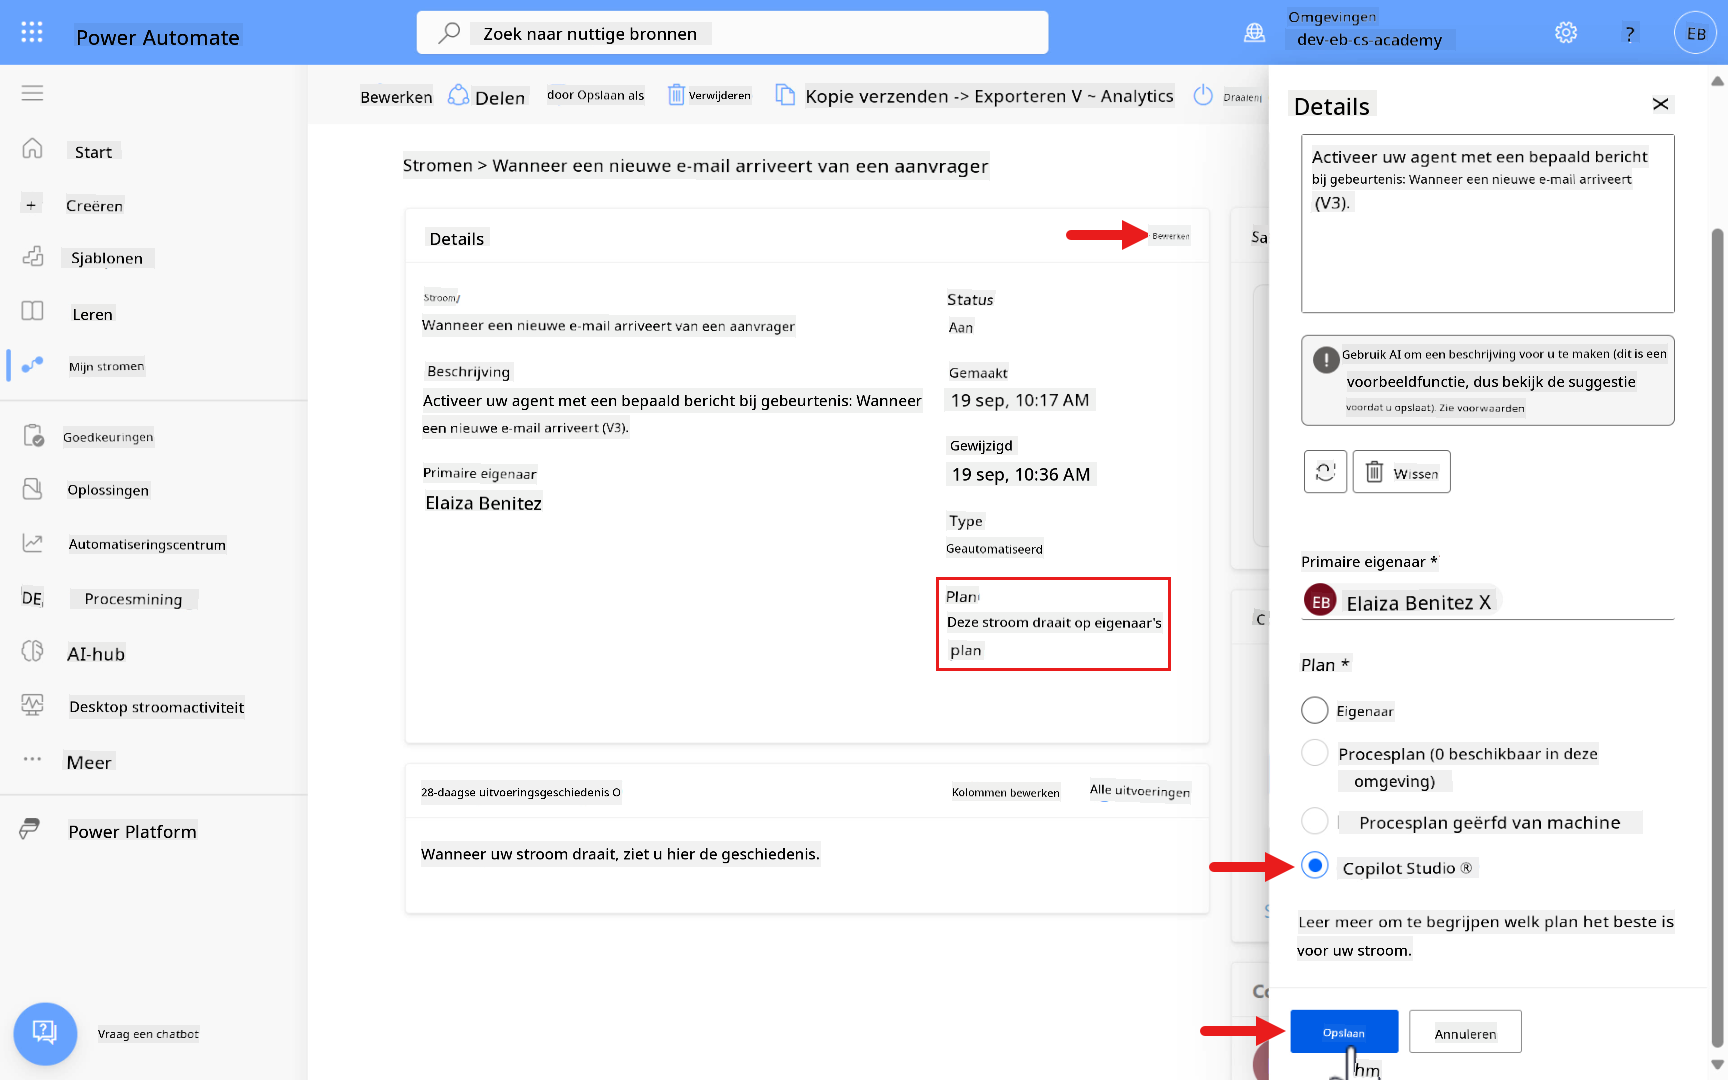 Power Automate
Zoek naar nuttige bronnen
Omgevingen
dev-eb-cs-academy
?
EB
Bewerken
Delen
door Opslaan als
Verwijderen
Kopie verzenden -> Exporteren V ~ Analytics
Start
+ Creëren
Sjablonen
Leren
Mijn stromen
Goedkeuringen
Oplossingen
Automatiseringscentrum
DE
Procesmining
AI-hub
Desktop stroomactiviteit
Meer
Power Platform
Vraag een chatbot
Stromen > Wanneer een nieuwe e-mail arriveert van een aanvrager
Details
Bewerken
Stroom
Wanneer een nieuwe e-mail arriveert van een aanvrager
Beschrijving
Activeer uw agent met een bepaald bericht bij gebeurtenis: Wanneer
een nieuwe e-mail arriveert (V3).
Primaire eigenaar
Elaiza Benitez
Status
Aan
Gemaakt
19 sep, 10:17 AM
Gewijzigd
19 sep, 10:36 AM
Type
Geautomatiseerd
Plan
Deze stroom draait op eigenaar's
plan
28-daagse uitvoeringsgeschiedenis O
Kolommen bewerken
Alle uitvoeringen
Wanneer uw stroom draait, ziet u hier de geschiedenis.
Sa
C
Details
Activeer uw agent met een bepaald bericht
bij gebeurtenis: Wanneer een nieuwe e-mail arriveert
(V3).
Gebruik AI om een beschrijving voor u te maken (dit is een
voorbeeldfunctie, dus bekijk de suggestie
voordat u opslaat). Zie voorwaarden
Wissen
Primaire eigenaar *
EB
Elaiza Benitez X
Plan *
Eigenaar
Procesplan (0 beschikbaar in deze
omgeving)
Procesplan geërfd van machine
Copilot Studio ®
Leer meer om te begrijpen welk plan het beste is
voor uw stroom.
Opslaan
Annuleren